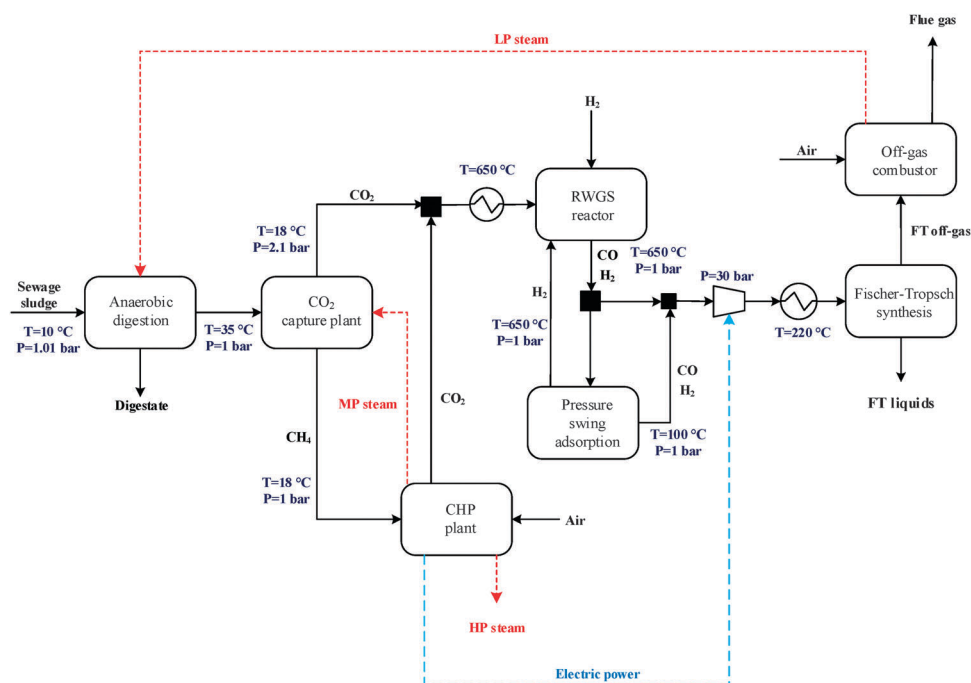 Flue gas
LP steam
H₂
Air
Off-gas
combustor
T=650 °C
CO₂
RWGS
reactor
FT off-gas
T=18 °C
P=2.1 bar
CO
H₂
T=650 °C
P=1 bar
Sewage
sludge
Anaerobic
digestion
CO₂
capture plant
H₂
P=30 bar
Fischer-Tropsch
synthesis
T=10 °C
P=1.01 bar
T=35 °C
P=1 bar
T=650 °C
P=1 bar
T=220 °C
Digestate
MP steam
CO₂
CO
H₂
FT liquids
Pressure
swing
adsorption
CH₄
T=100 °C
P=1 bar
T=18 °C
P=1 bar
CHP
plant
Air
HP steam
Electric power